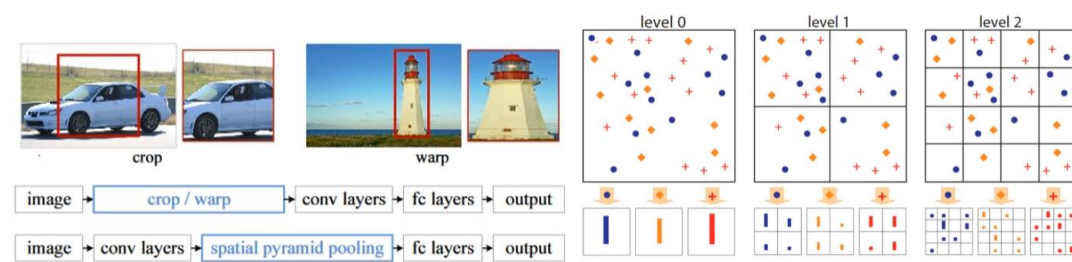 crop
warp
image crop / warp conv layers fc layers output
image conv layers spatial pyramid pooling fc layers output
level 0 level 1 level 2